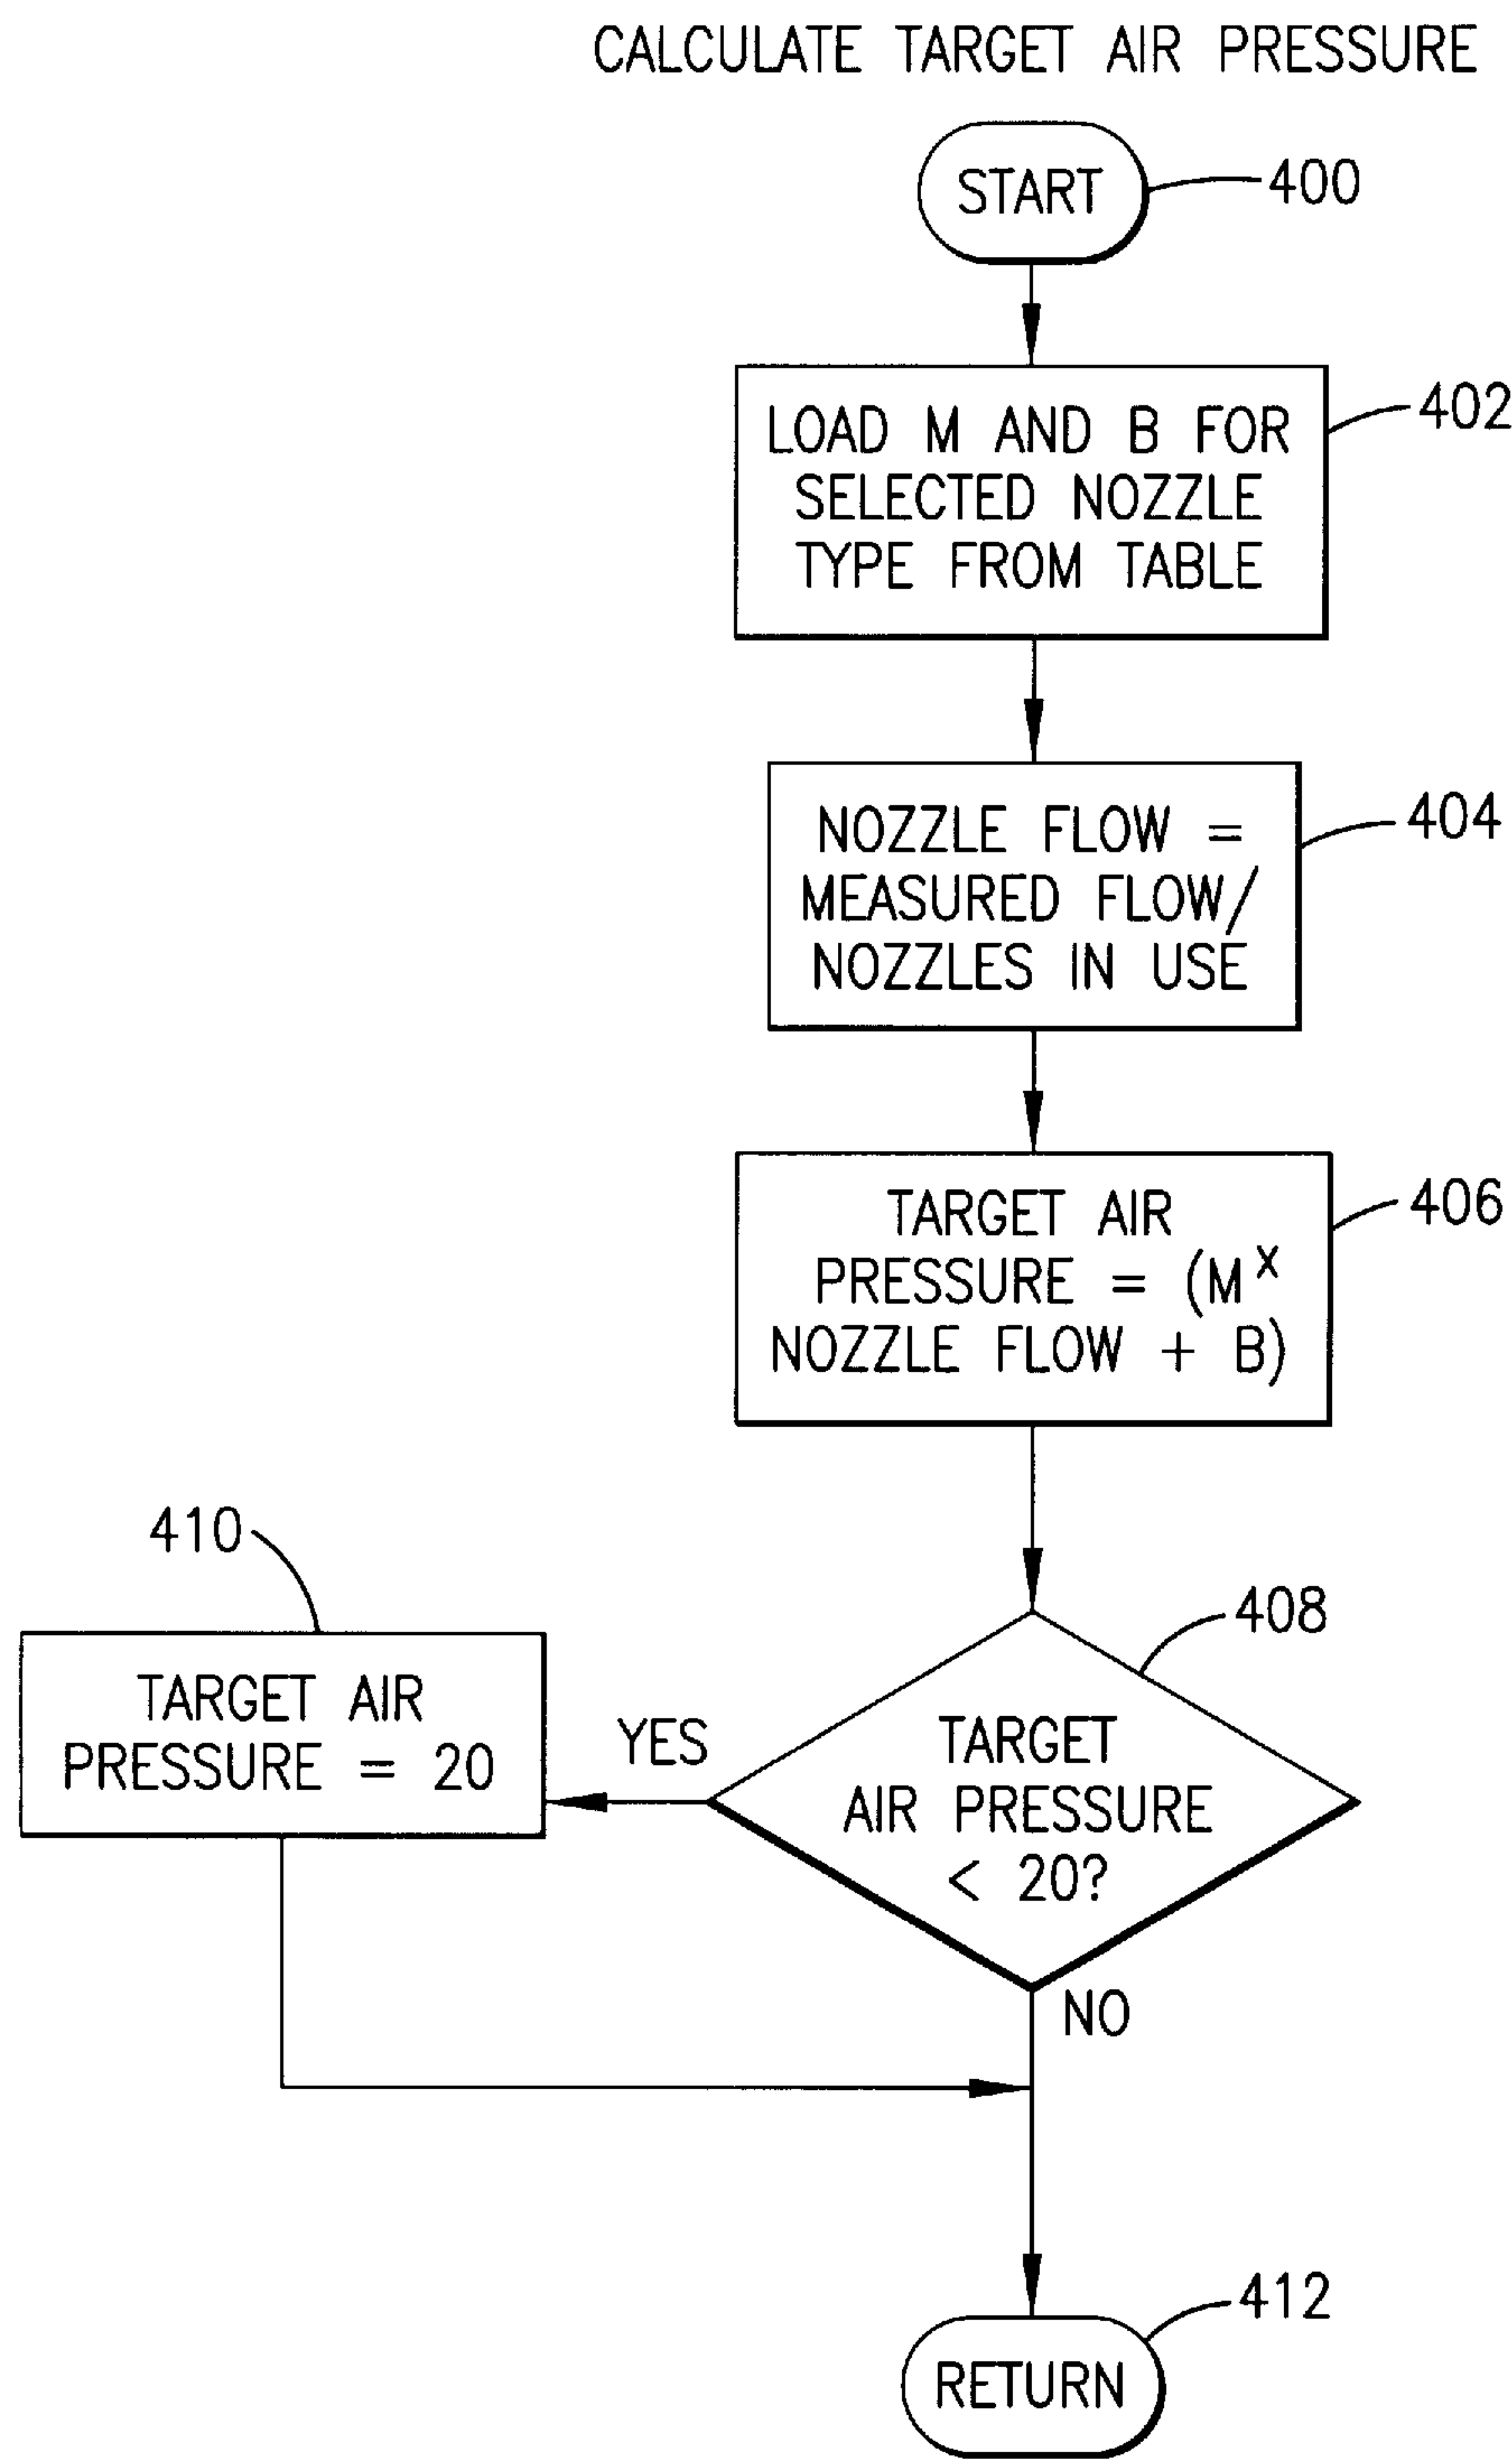 CALCULATE TARGET AIR PRESSURE
START
400
LOAD M AND B FOR
SELECTED NOZZLE
TYPE FROM TABLE
402
NOZZLE FLOW =
MEASURED FLOW/
NOZZLES IN USE
404
TARGET AIR
PRESSURE = (M x
NOZZLE FLOW + B)
406
408
TARGET
AIR PRESSURE
< 20?
YES
410
TARGET AIR
PRESSURE = 20
NO
412
RETURN